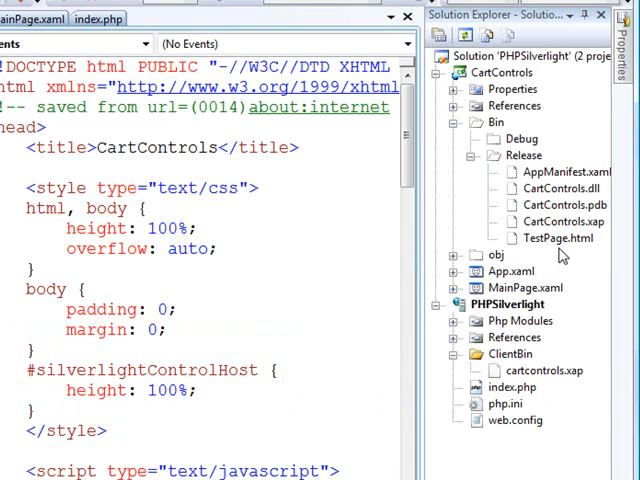 ainPage.xaml index.php
ents
(No Events)
!DOCTYPE html PUBLIC "-//W3C//DTD XHTML
html xmlns="http://www.w3.org/1999/xhtml
!-- saved from url=(0014)about:internet
head>
<title>CartControls</title>
<style type="text/css">
html, body {
height: 100%;
overflow: auto;
}
body {
padding: 0;
margin: 0;
}
#silverlightControlHost {
height: 100%;
}
</style>
<script type="text/javascript">
Solution Explorer - Solutio...
Solution 'PHPSilverlight' (2 proje
CartControls
Properties
References
Bin
Debug
Release
AppManifest.xaml
CartControls.dll
CartControls.pdb
CartControls.xap
TestPage.html
obj
App.xaml
MainPage.xaml
PHPSilverlight
Php Modules
References
ClientBin
cartcontrols.xap
index.php
php.ini
web.config
Properties